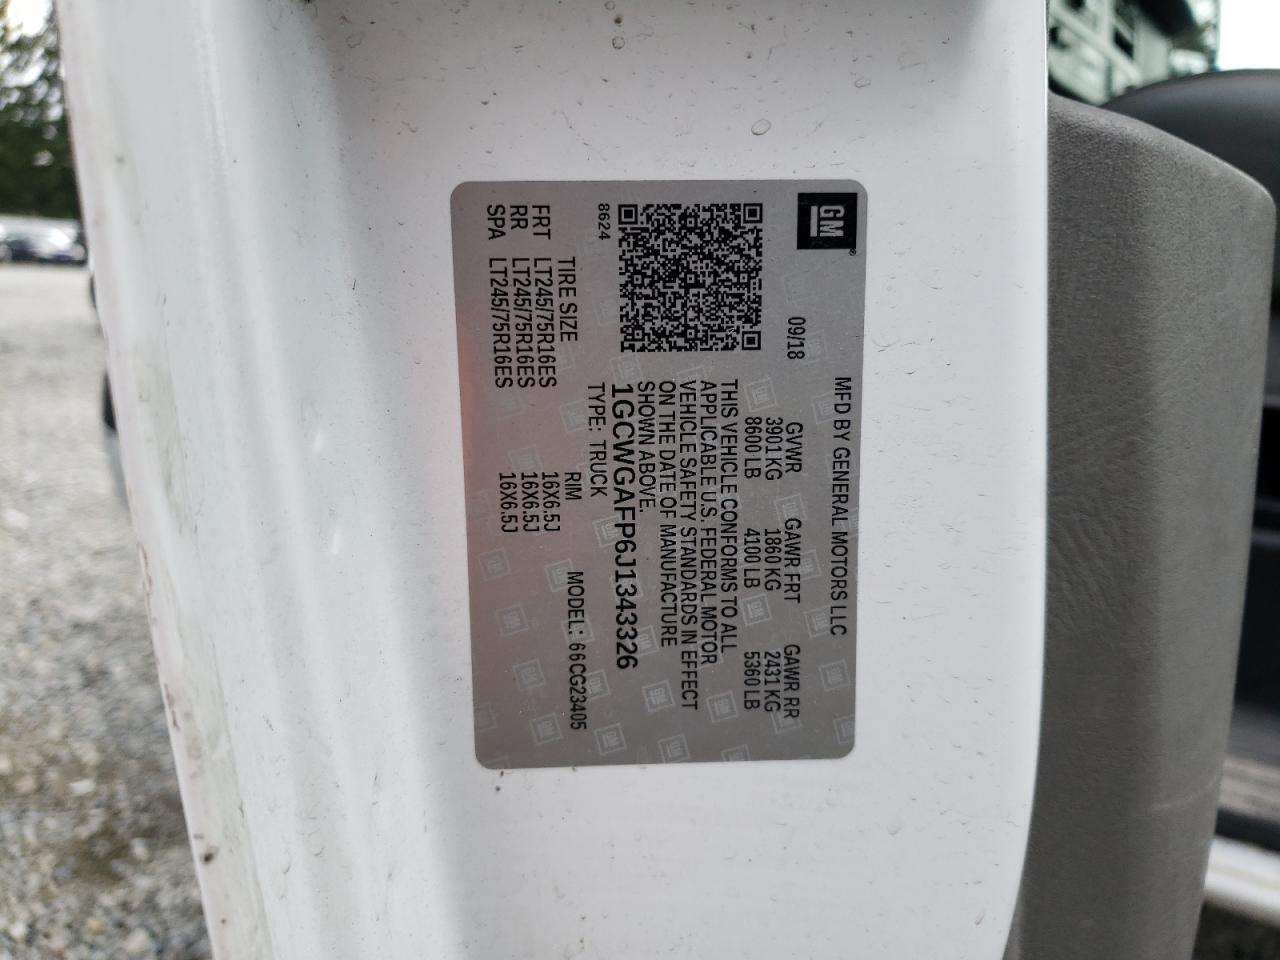 GM
MFD BY GENERAL MOTORS LLC
09/18 GVWR GAWR FRT GAWR RR
3901 KG 1860 KG 2431 KG
8600 LB 4100 LB 5360 LB
THIS VEHICLE CONFORMS TO ALL
APPLICABLE U.S. FEDERAL MOTOR
VEHICLE SAFETY STANDARDS IN EFFECT
ON THE DATE OF MANUFACTURE
SHOWN ABOVE.
1GCWGAFP6J1343326
8624 TYPE: TRUCK
MODEL: 66CG23405
TIRE SIZE RIM
FRT LT245/75R16ES 16X6.5J
RR LT245/75R16ES 16X6.5J
SPA LT245/75R16ES 16X6.5J